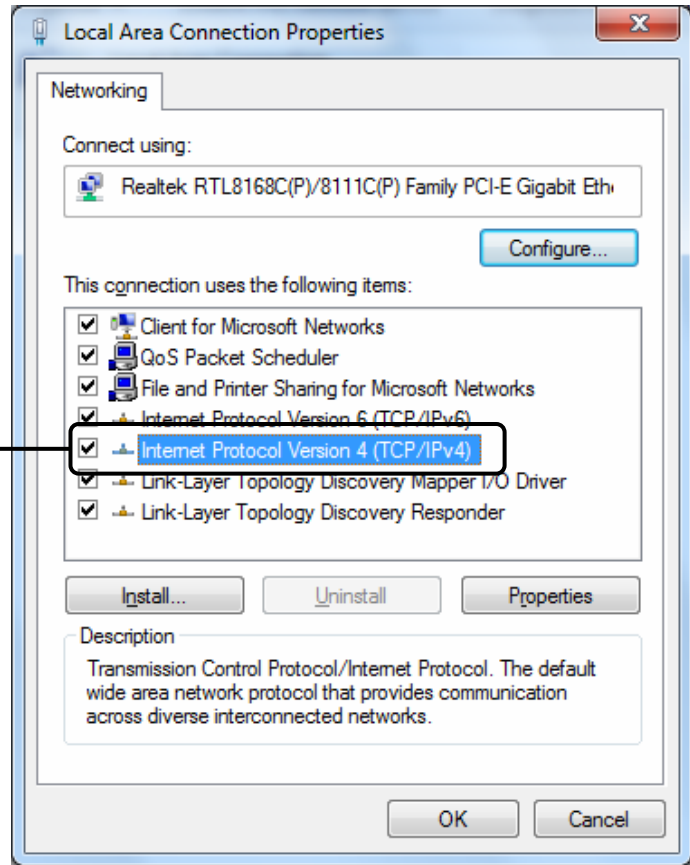 Local Area Connection Properties
Networking
Connect using:
Realtek RTL8168C(P)/8111C(P) Family PCI-E Gigabit Eth
Configure...
This connection uses the following items:
Client for Microsoft Networks
QoS Packet Scheduler
File and Printer Sharing for Microsoft Networks
Internet Protocol Version 6 (TCP/IPv6)
Internet Protocol Version 4 (TCP/IPv4)
Link-Layer Topology Discovery Mapper I/O Driver
Link-Layer Topology Discovery Responder
Install...
Uninstall
Properties
Description
Transmission Control Protocol/Internet Protocol. The default
wide area network protocol that provides communication
across diverse interconnected networks.
OK
Cancel